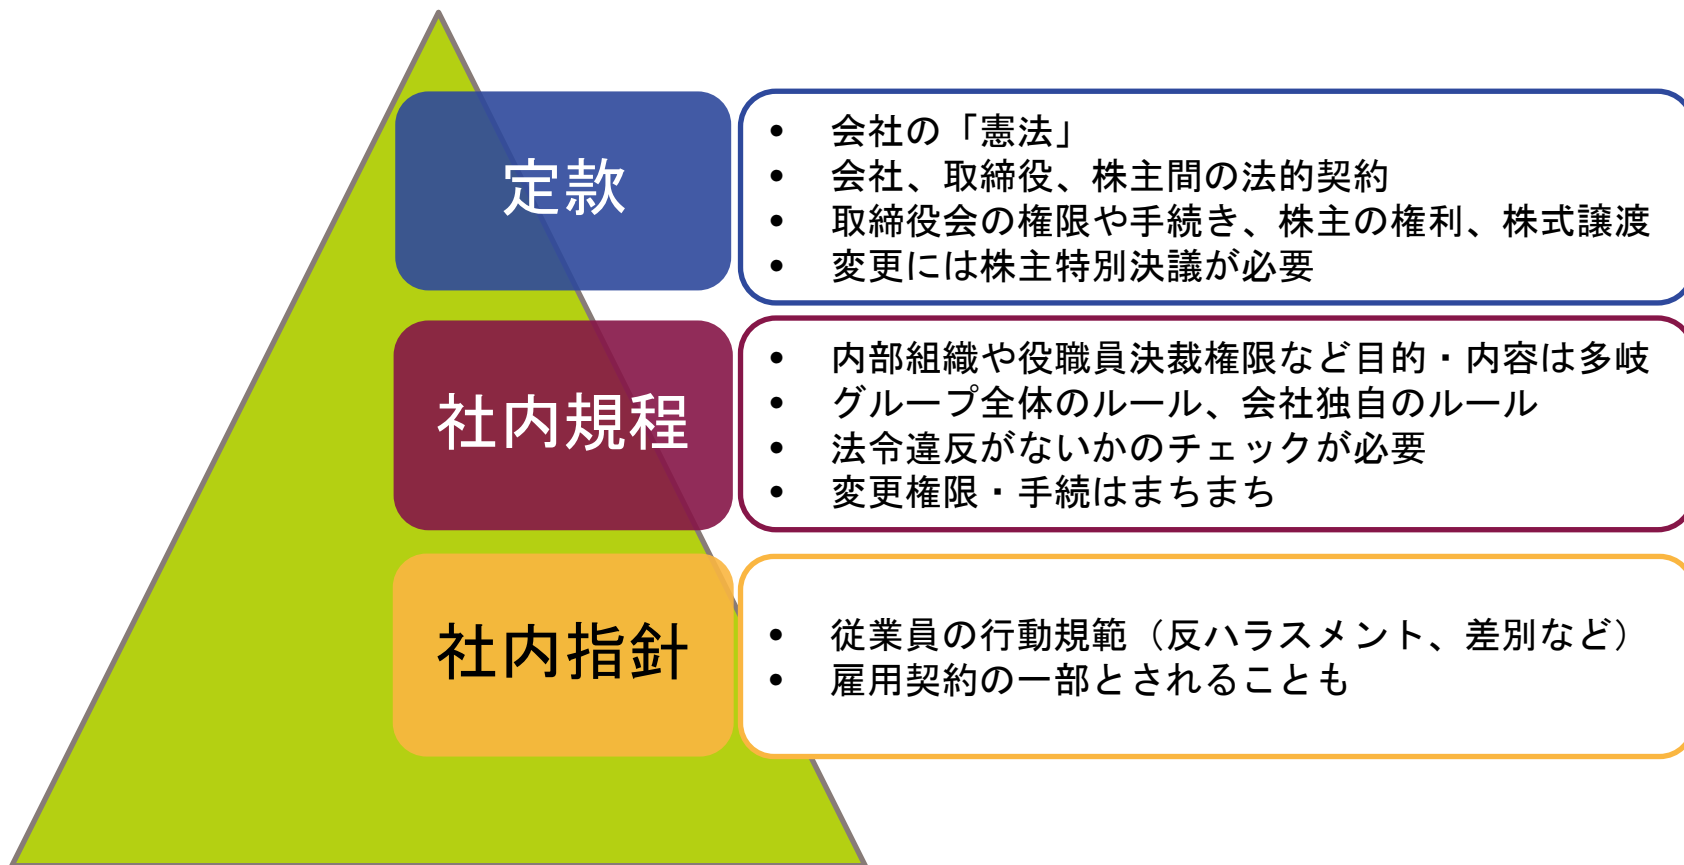 定款
• 会社の「憲法」
• 会社、取締役、株主間の法的契約
• 取締役会の権限や手続き、株主の権利、株式譲渡
• 変更には株主特別決議が必要
社内規程
• 内部組織や役職員決裁権限など目的・内容は多岐
• グループ全体のルール、会社独自のルール
• 法令違反がないかのチェックが必要
• 変更権限・手続はまちまち
社内指針
• 従業員の行動規範（反ハラスメント、差別など）
• 雇用契約の一部とされることも